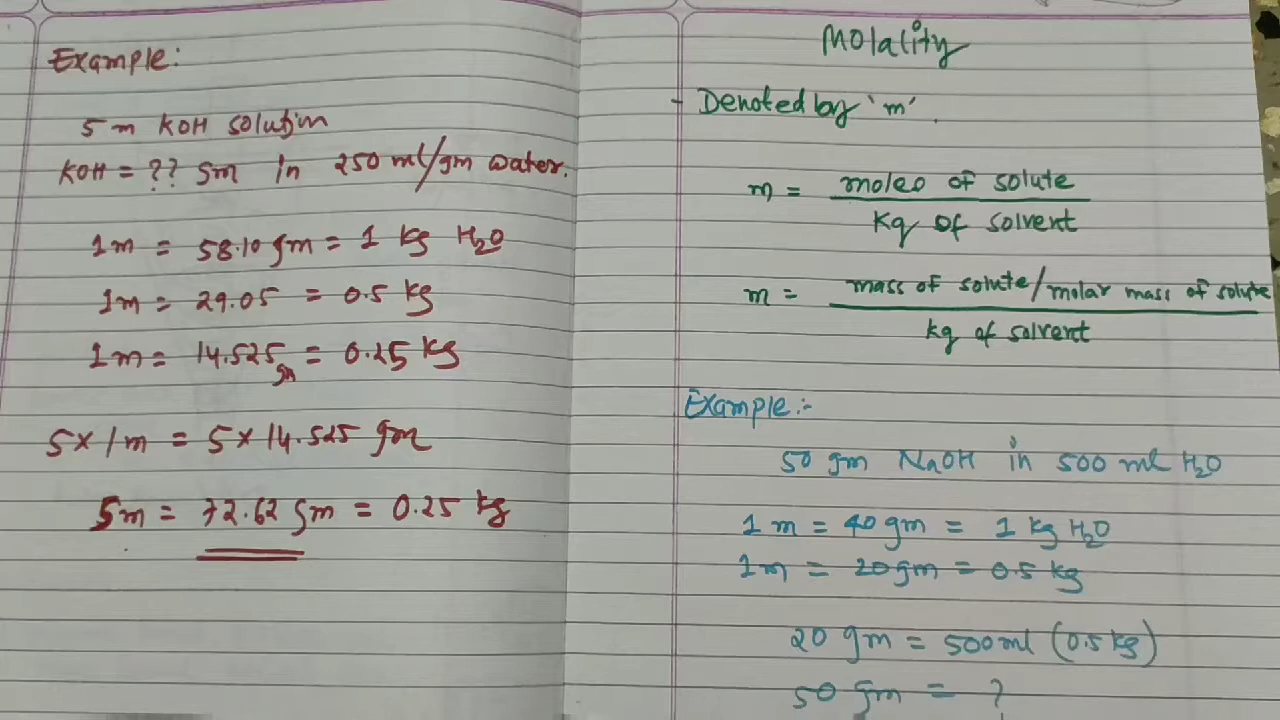 Example:
5 m KOH solution
KOH = ?? gm in 250 ml/gm water.
1m = 58.10 gm = 1 kg H2O
1m = 29.05 = 0.5 kg
1m = 14.525 gm = 0.25 kg
5 x 1m = 5 x 14.525 gm
5m = 72.62 gm = 0.25 kg
Molality
- Denoted by 'm'.
m = moles of solute
Kg of solvent
m = mass of solute/molar mass of solute
kg of solvent
Example:-
50 gm NaOH in 500 ml H2O
1 m = 40 gm = 1 kg H2O
1m = 20 gm = 0.5 kg
20 gm = 500ml (0.5 kg)
50 gm = ?